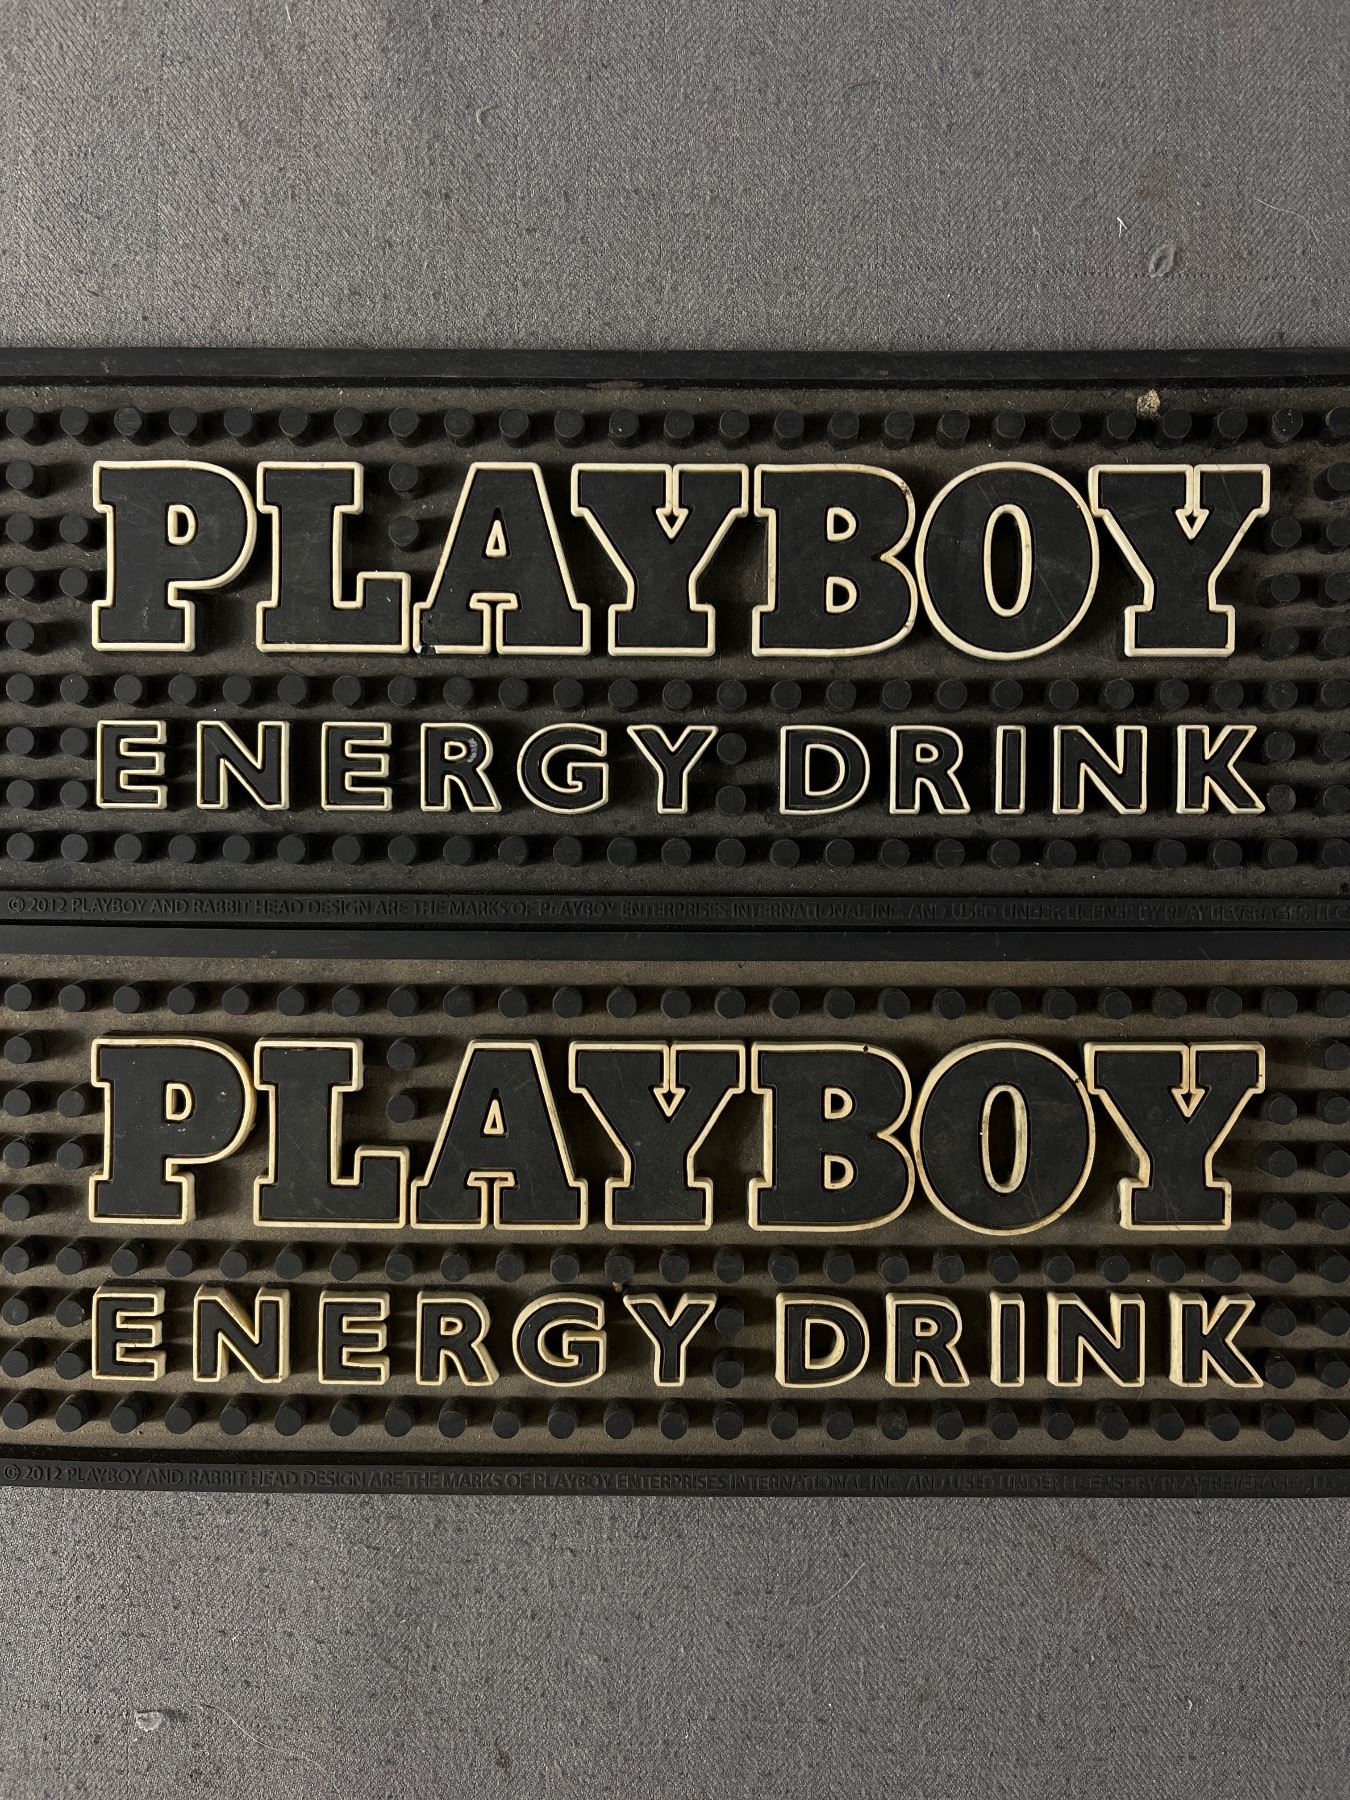 PLAYBOY
ENERGY DRINK
© 2012 PLAYBOY AND RABBIT HEAD DESIGN ARE THE MARKS OF PLAYBOY ENTERPRISES INTERNATIONAL INC. AND USED UNDER LICENSE BY PLAY BEVERAGES, LLC
PLAYBOY
ENERGY DRINK
© 2012 PLAYBOY AND RABBIT HEAD DESIGN ARE THE MARKS OF PLAYBOY ENTERPRISES INTERNATIONAL INC. AND USED UNDER LICENSE BY PLAY BEVERAGES,